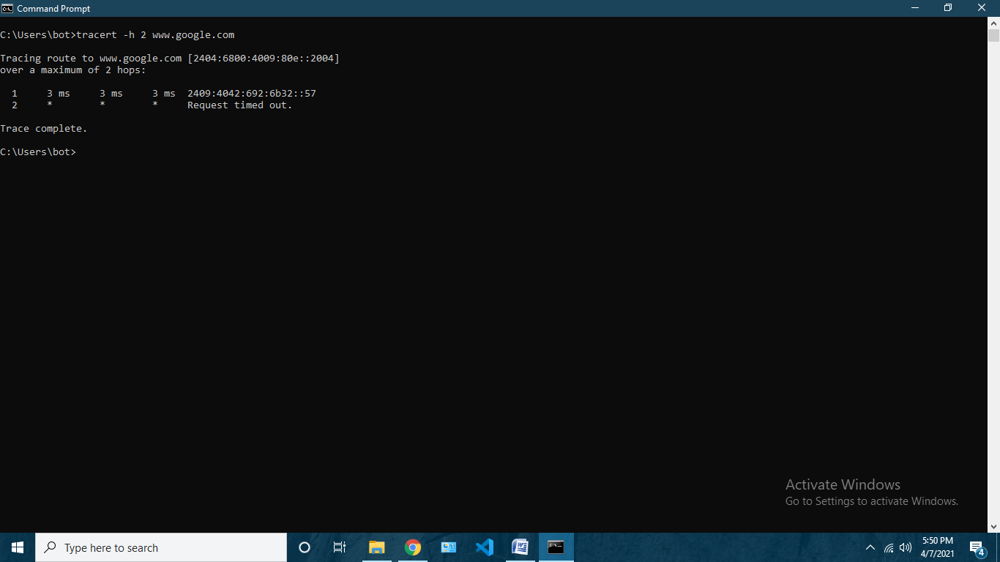 Command Prompt
C:\Users\bot>tracert -h 2 www.google.com
Tracing route to www.google.com [2404:6800:4009:80e::2004]
over a maximum of 2 hops:
1 3 ms 3 ms 3 ms 2409:4042:692:6b32::57
2 * * * Request timed out.
Trace complete.
C:\Users\bot>
Activate Windows
Go to Settings to activate Windows.
Type here to search
5:50 PM
4/7/2021
4